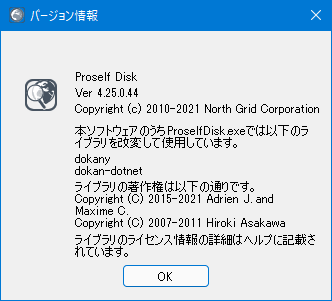 バージョン情報
Proself Disk
Ver 4.25.0.44
Copyright (c) 2010-2021 North Grid Corporation
本ソフトウェアのうちProselfDisk.exeでは以下のラ
イブラリを改変して使用しています。
dokany
dokan-dotnet
ライブラリの著作権は以下の通りです。
Copyright (C) 2015-2021 Adrien J. and
Maxime C.
Copyright (C) 2007-2011 Hiroki Asakawa
ライブラリのライセンス情報の詳細はヘルプに記載さ
れています。
OK